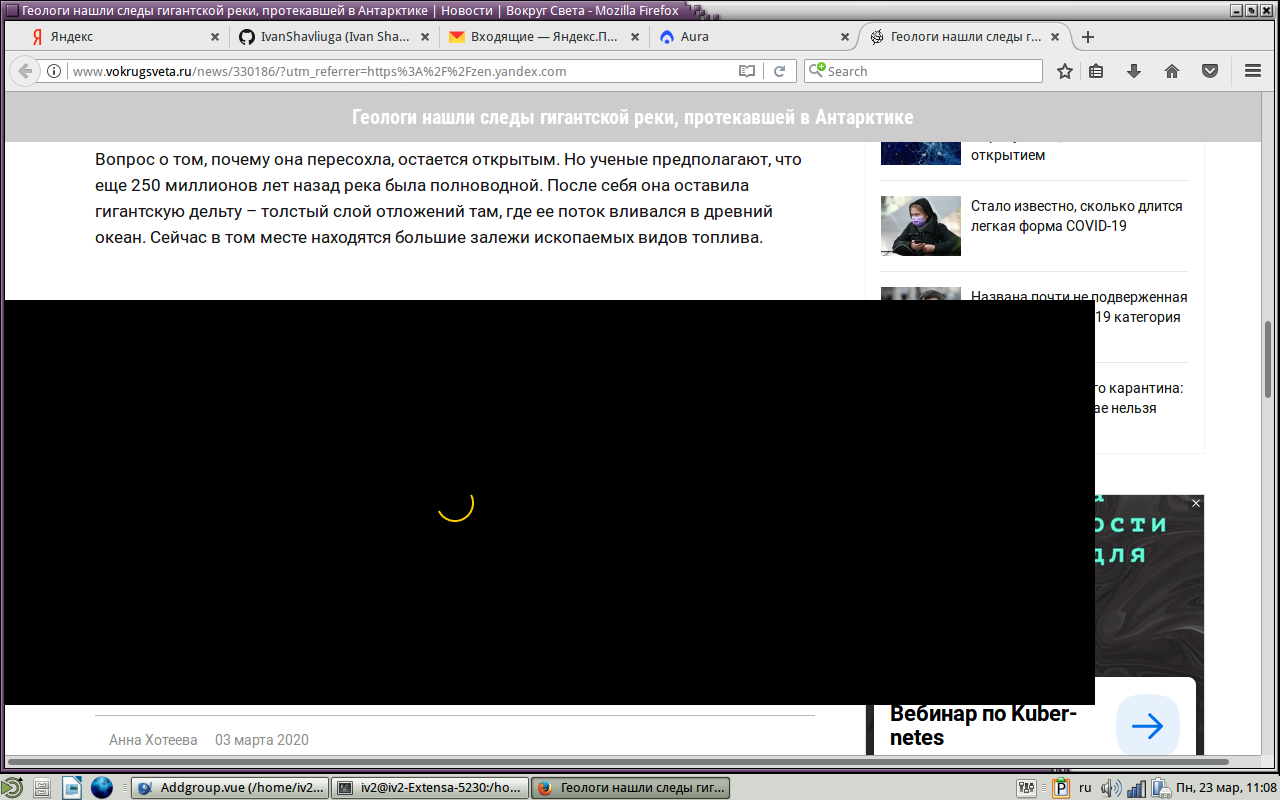 Геологи нашли следы гигантской реки, протекавшей в Антарктике | Новости | Вокруг Света - Mozilla Firefox
Яндекс
IvanShavliuga (Ivan Sha...
Входящие — Яндекс.П...
Aura
Геологи нашли следы г...
www.vokrugsveta.ru/news/330186/?utm_referrer=https%3A%2F%2Fzen.yandex.com
Search
Геологи нашли следы гигантской реки, протекавшей в Антарктике
Вопрос о том, почему она пересохла, остается открытым. Но ученые предполагают, что
еще 250 миллионов лет назад река была полноводной. После себя она оставила
гигантскую дельту – толстый слой отложений там, где ее поток вливался в древний
океан. Сейчас в том месте находятся большие залежи ископаемых видов топлива.
открытием
Стало известно, сколько длится
легкая форма COVID-19
Названа почти не подверженная
19 категория
го карантина:
ае нельзя
ости
для
Вебинар по Kuber-
netes
Анна Хотеева 03 марта 2020
Addgroup.vue (/home/iv2...
iv2@iv2-Extensa-5230:/ho...
Геологи нашли следы гиг...
ru
Пн, 23 мар, 11:08